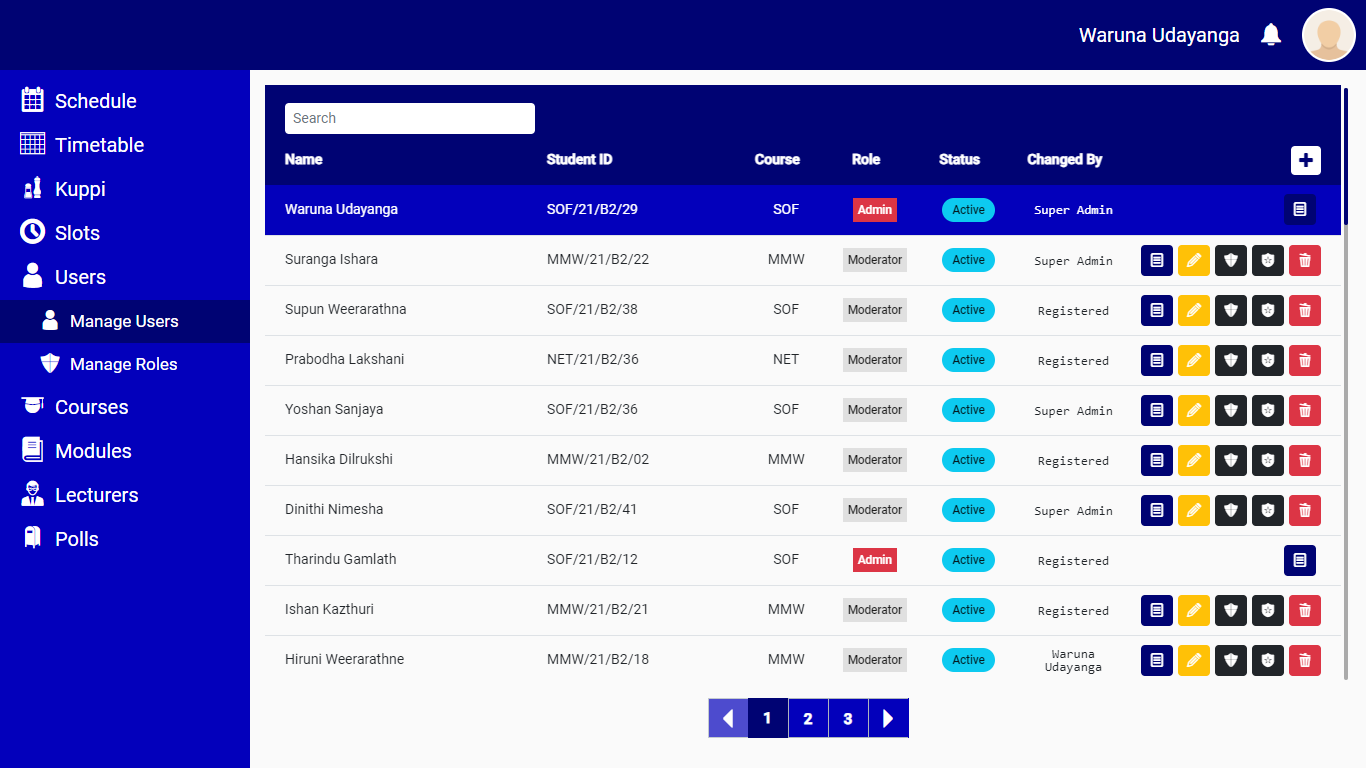 Waruna Udayanga
Schedule
Timetable
Kuppi
Slots
Users
Manage Users
Manage Roles
Courses
Modules
Lecturers
Polls
Search
Name Student ID Course Role Status Changed By
Waruna Udayanga SOF/21/B2/29 SOF Admin Active Super Admin
Suranga Ishara MMW/21/B2/22 MMW Moderator Active Super Admin
Supun Weerarathna SOF/21/B2/38 SOF Moderator Active Registered
Prabodha Lakshani NET/21/B2/36 NET Moderator Active Registered
Yoshan Sanjaya SOF/21/B2/36 SOF Moderator Active Super Admin
Hansika Dilrukshi MMW/21/B2/02 MMW Moderator Active Registered
Dinithi Nimesha SOF/21/B2/41 SOF Moderator Active Super Admin
Tharindu Gamlath SOF/21/B2/12 SOF Admin Active Registered
Ishan Kazthuri MMW/21/B2/21 MMW Moderator Active Registered
Hiruni Weerarathne MMW/21/B2/18 MMW Moderator Active Waruna
Udayanga
1 2 3